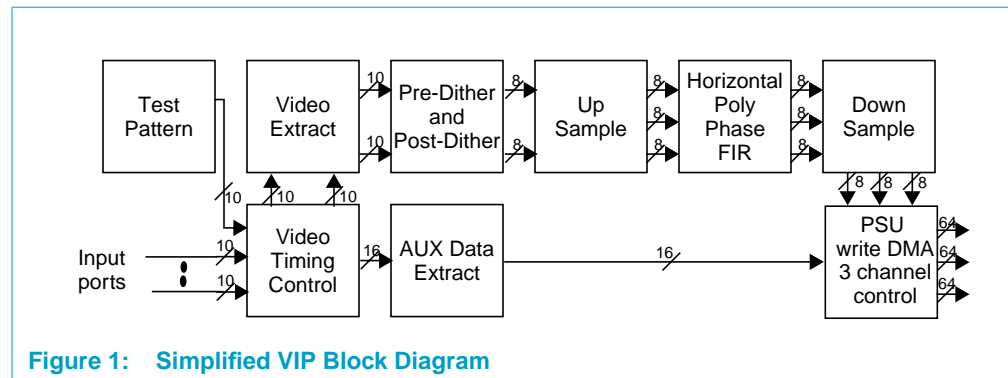 Test
Pattern
Video
Extract
10
10
Pre-Dither
and
Post-Dither
8
8
Up
Sample
8
8
8
Horizontal
Poly
Phase
FIR
8
8
8
Down
Sample
10
10
10
8
8
8
Input
ports
10
10
Video
Timing
Control
16
AUX Data
Extract
16
PSU
write DMA
3 channel
control
64
64
64
Figure 1: Simplified VIP Block Diagram